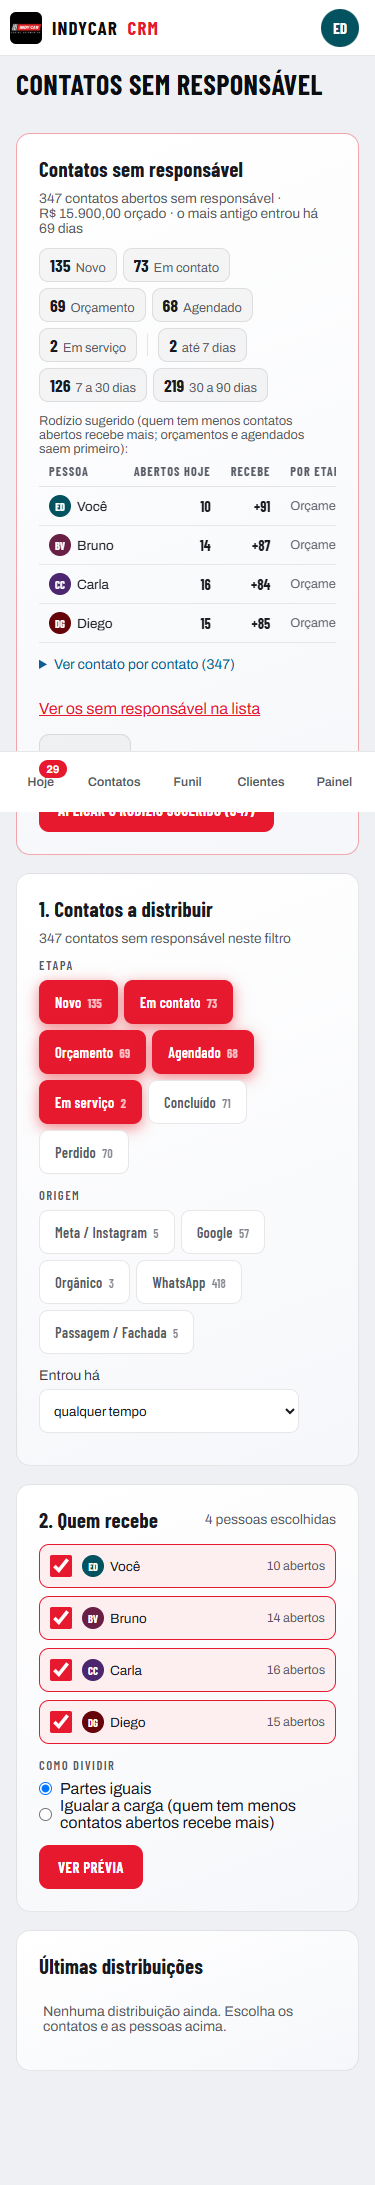 INDYCAR CRM
ED
CONTATOS SEM RESPONSÁVEL
Contatos sem responsável
347 contatos abertos sem responsável ·
R$ 15.900,00 orçado · o mais antigo entrou há
69 dias
135 Novo
73 Em contato
69 Orçamento
68 Agendado
2 Em serviço
2 até 7 dias
126 7 a 30 dias
219 30 a 90 dias
Rodízio sugerido (quem tem menos contatos
abertos recebe mais; orçamentos e agendados
saem primeiro):
PESSOA ABERTOS HOJE RECEBE POR ETA
ED Você 10 +91 Orçame
BV Bruno 14 +87 Orçame
CC Carla 16 +84 Orçame
DG Diego 15 +85 Orçame
Ver contato por contato (347)
Ver os sem responsável na lista
29
Hoje Contatos Funil Clientes Painel
APLICAR O RODÍZIO SUGERIDO (347)
1. Contatos a distribuir
347 contatos sem responsável neste filtro
ETAPA
Novo 135
Em contato 73
Orçamento 69
Agendado 68
Em serviço 2
Concluído 71
Perdido 70
ORIGEM
Meta / Instagram 5
Google 57
Orgânico 3
WhatsApp 418
Passagem / Fachada 5
Entrou há
qualquer tempo
2. Quem recebe
4 pessoas escolhidas
ED Você 10 abertos
BV Bruno 14 abertos
CC Carla 16 abertos
DG Diego 15 abertos
COMO DIVIDIR
Partes iguais
Igualar a carga (quem tem menos
contatos abertos recebe mais)
VER PRÉVIA
Últimas distribuições
Nenhuma distribuição ainda. Escolha os
contatos e as pessoas acima.